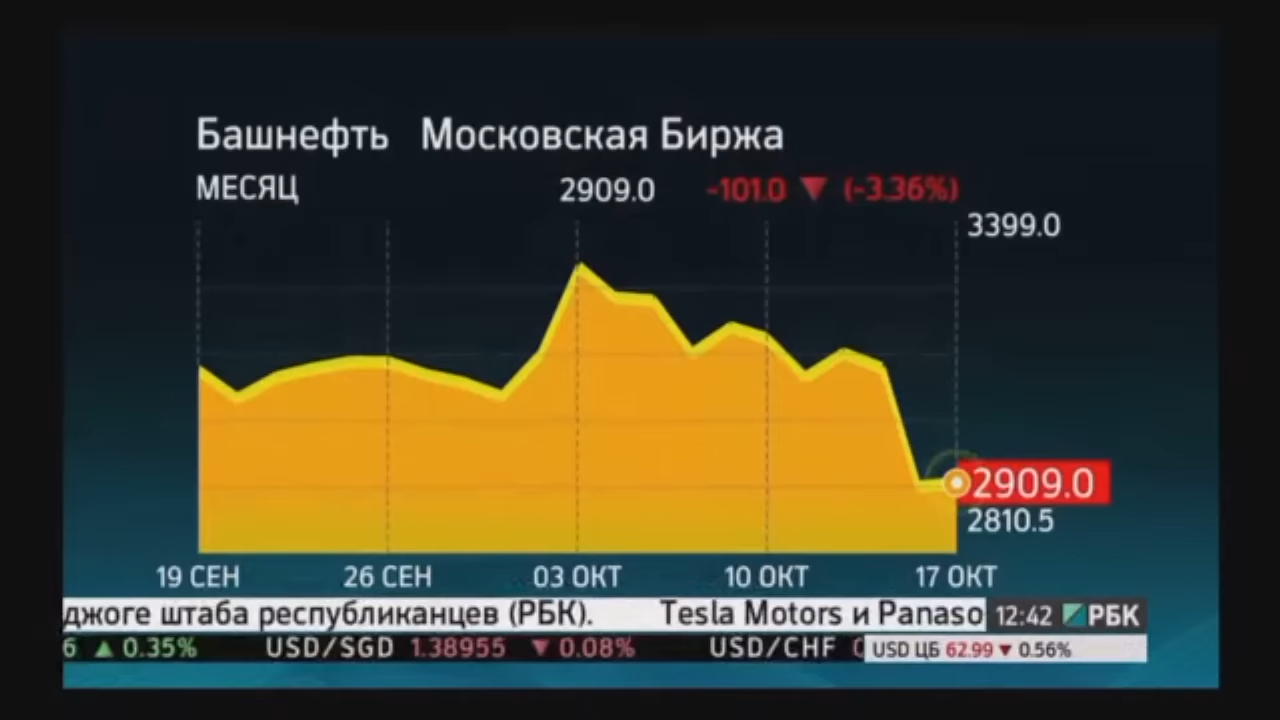 Башнефть Московская Биржа
МЕСЯЦ 2909.0 -101.0 ▼ (-3.36%)
3399.0
2909.0
2810.5
19 СЕН 26 СЕН 03 ОКТ 10 ОКТ 17 ОКТ
джоге штаба республиканцев (РБК). Tesla Motors и Panaso 12:42 РБК
6 ▲ 0.35% USD/SGD 1.38955 ▼ 0.08% USD/CHF USD ЦБ 62.99 ▼ 0.56%